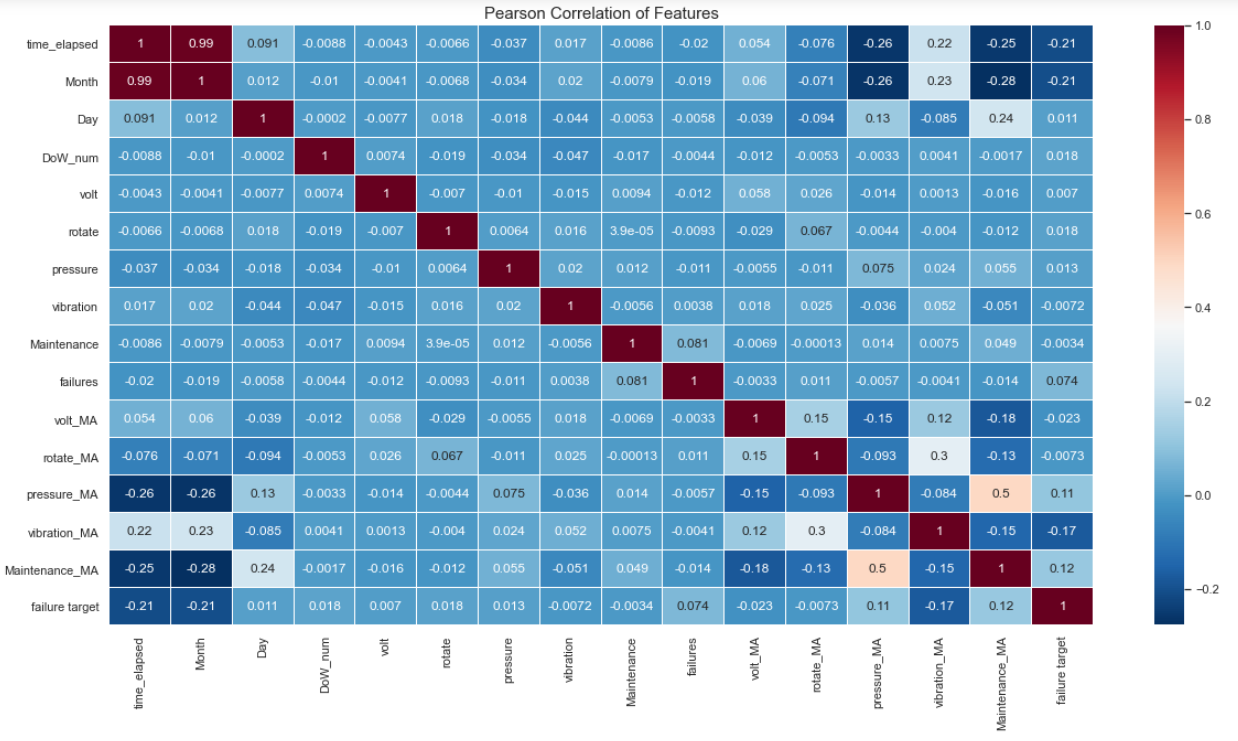 Pearson Correlation of Features
time_elapsed 1 0.99 0.091 -0.0088 -0.0043 -0.0066 -0.037 0.017 -0.0086 -0.02 0.054 -0.076 -0.26 0.22 -0.25 -0.21
Month 0.99 1 0.012 -0.01 -0.0041 -0.0068 -0.034 0.02 -0.0079 -0.019 0.06 -0.071 -0.26 0.23 -0.28 -0.21
Day 0.091 0.012 1 -0.0002 -0.0077 0.018 -0.018 -0.044 -0.0053 -0.0058 -0.039 -0.094 0.13 -0.085 0.24 0.011
DoW_num -0.0088 -0.01 -0.0002 1 0.0074 -0.019 -0.034 -0.047 -0.017 -0.0044 -0.012 -0.0053 -0.0033 0.0041 -0.0017 0.018
volt -0.0043 -0.0041 -0.0077 0.0074 1 -0.007 -0.01 -0.015 0.0094 -0.012 0.058 0.026 -0.014 0.0013 -0.016 0.007
rotate -0.0066 -0.0068 0.018 -0.019 -0.007 1 0.0064 0.016 3.9e-05 -0.0093 -0.029 0.067 -0.0044 -0.004 -0.012 0.018
pressure -0.037 -0.034 -0.018 -0.034 -0.01 0.0064 1 0.02 0.012 -0.011 -0.0055 -0.011 0.075 0.024 0.055 0.013
vibration 0.017 0.02 -0.044 -0.047 -0.015 0.016 0.02 1 -0.0056 0.0038 0.018 0.025 -0.036 0.052 -0.051 -0.0072
Maintenance -0.0086 -0.0079 -0.0053 -0.017 0.0094 3.9e-05 0.012 -0.0056 1 0.081 -0.0069 -0.00013 0.014 0.0075 0.049 -0.0034
failures -0.02 -0.019 -0.0058 -0.0044 -0.012 -0.0093 -0.011 0.0038 0.081 1 -0.0033 0.011 -0.0057 -0.0041 -0.014 0.074
volt_MA 0.054 0.06 -0.039 -0.012 0.058 -0.029 -0.0055 0.018 -0.0069 -0.0033 1 0.15 -0.15 0.12 -0.18 -0.023
rotate_MA -0.076 -0.071 -0.094 -0.0053 0.026 0.067 -0.011 0.025 -0.00013 0.011 0.15 1 -0.093 0.3 -0.13 -0.0073
pressure_MA -0.26 -0.26 0.13 -0.0033 -0.014 -0.0044 0.075 -0.036 0.014 -0.0057 -0.15 -0.093 1 -0.084 0.5 0.11
vibration_MA 0.22 0.23 -0.085 0.0041 0.0013 -0.004 0.024 0.052 0.0075 -0.0041 0.12 0.3 -0.084 1 -0.15 -0.17
Maintenance_MA -0.25 -0.28 0.24 -0.0017 -0.016 -0.012 0.055 -0.051 0.049 -0.014 -0.18 -0.13 0.5 -0.15 1 0.12
failure target -0.21 -0.21 0.011 0.018 0.007 0.018 0.013 -0.0072 -0.0034 0.074 -0.023 -0.0073 0.11 -0.17 0.12 1
time_elapsed Month Day DoW_num volt rotate pressure vibration Maintenance failures volt_MA rotate_MA pressure_MA vibration_MA Maintenance_MA failure target
1.0
0.8
0.6
0.4
0.2
0.0
−0.2